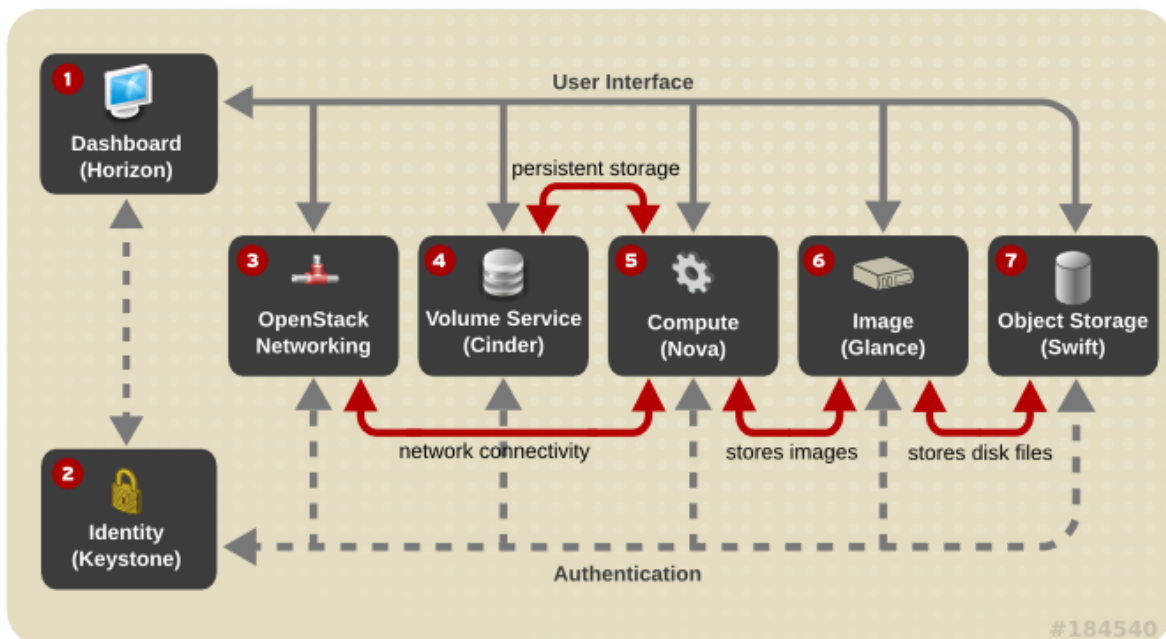 User Interface
1
Dashboard
(Horizon)
persistent storage
3
OpenStack
Networking
4
Volume Service
(Cinder)
5
Compute
(Nova)
6
Image
(Glance)
7
Object Storage
(Swift)
network connectivity
stores images
stores disk files
2
Identity
(Keystone)
Authentication
#184540